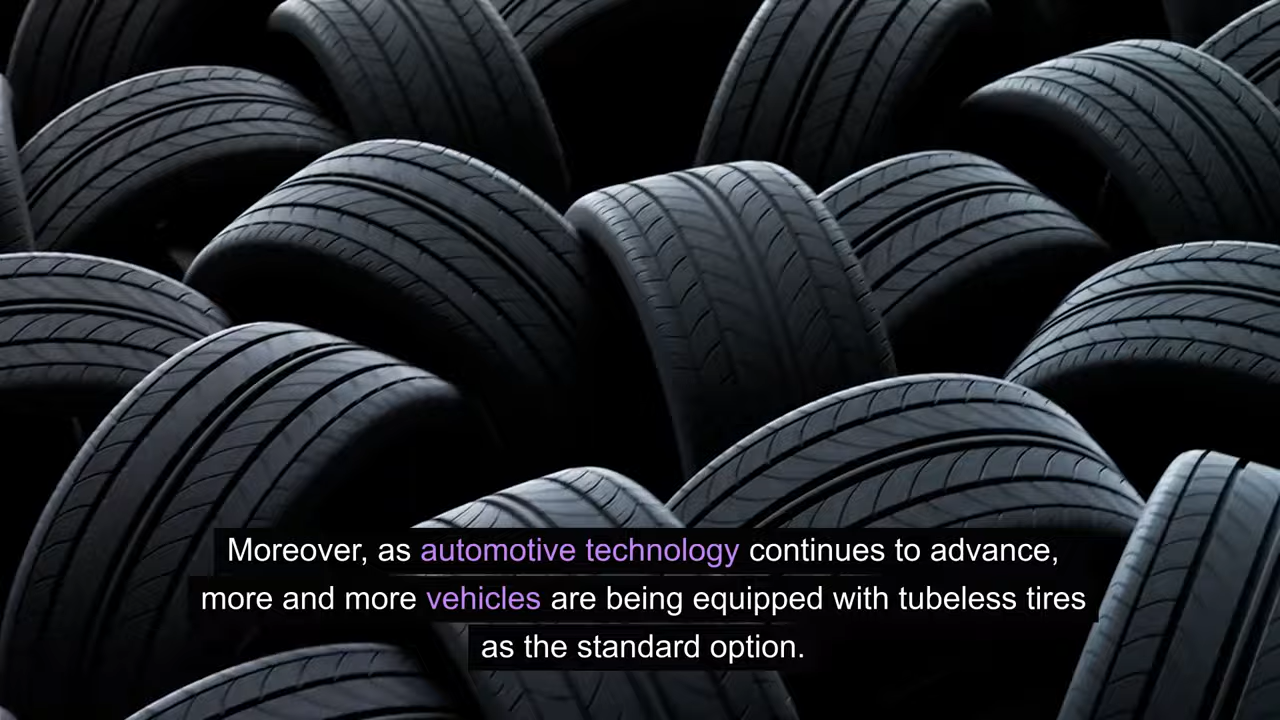 Moreover, as automotive technology continues to advance,
more and more vehicles are being equipped with tubeless tires
as the standard option.